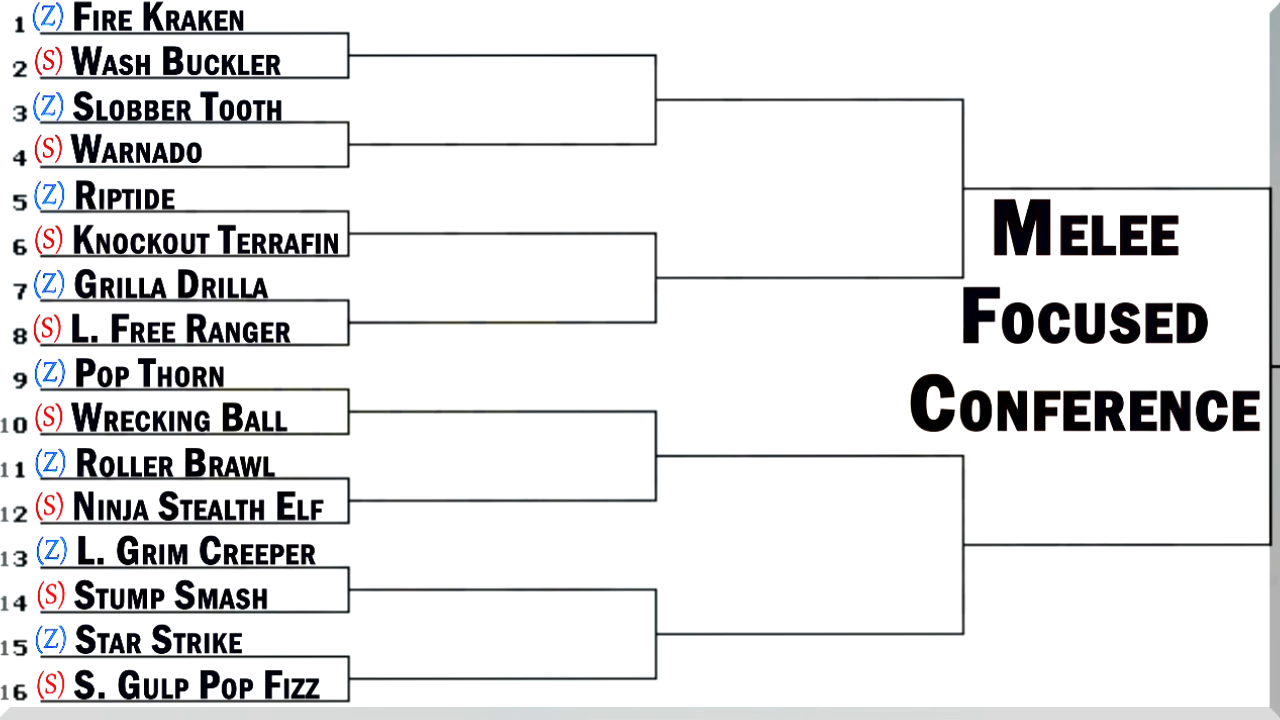 1 (Z) FIRE KRAKEN
2 (S) WASH BUCKLER
3 (Z) SLOBBER TOOTH
4 (S) WARNADO
5 (Z) RIPTIDE
6 (S) KNOCKOUT TERRAFIN
7 (Z) GRILLA DRILLA
8 (S) L. FREE RANGER
9 (Z) POP THORN
10 (S) WRECKING BALL
11 (Z) ROLLER BRAWL
12 (S) NINJA STEALTH ELF
13 (Z) L. GRIM CREEPER
14 (S) STUMP SMASH
15 (Z) STAR STRIKE
16 (S) S. GULP POP FIZZ
MELEE
FOCUSED
CONFERENCE